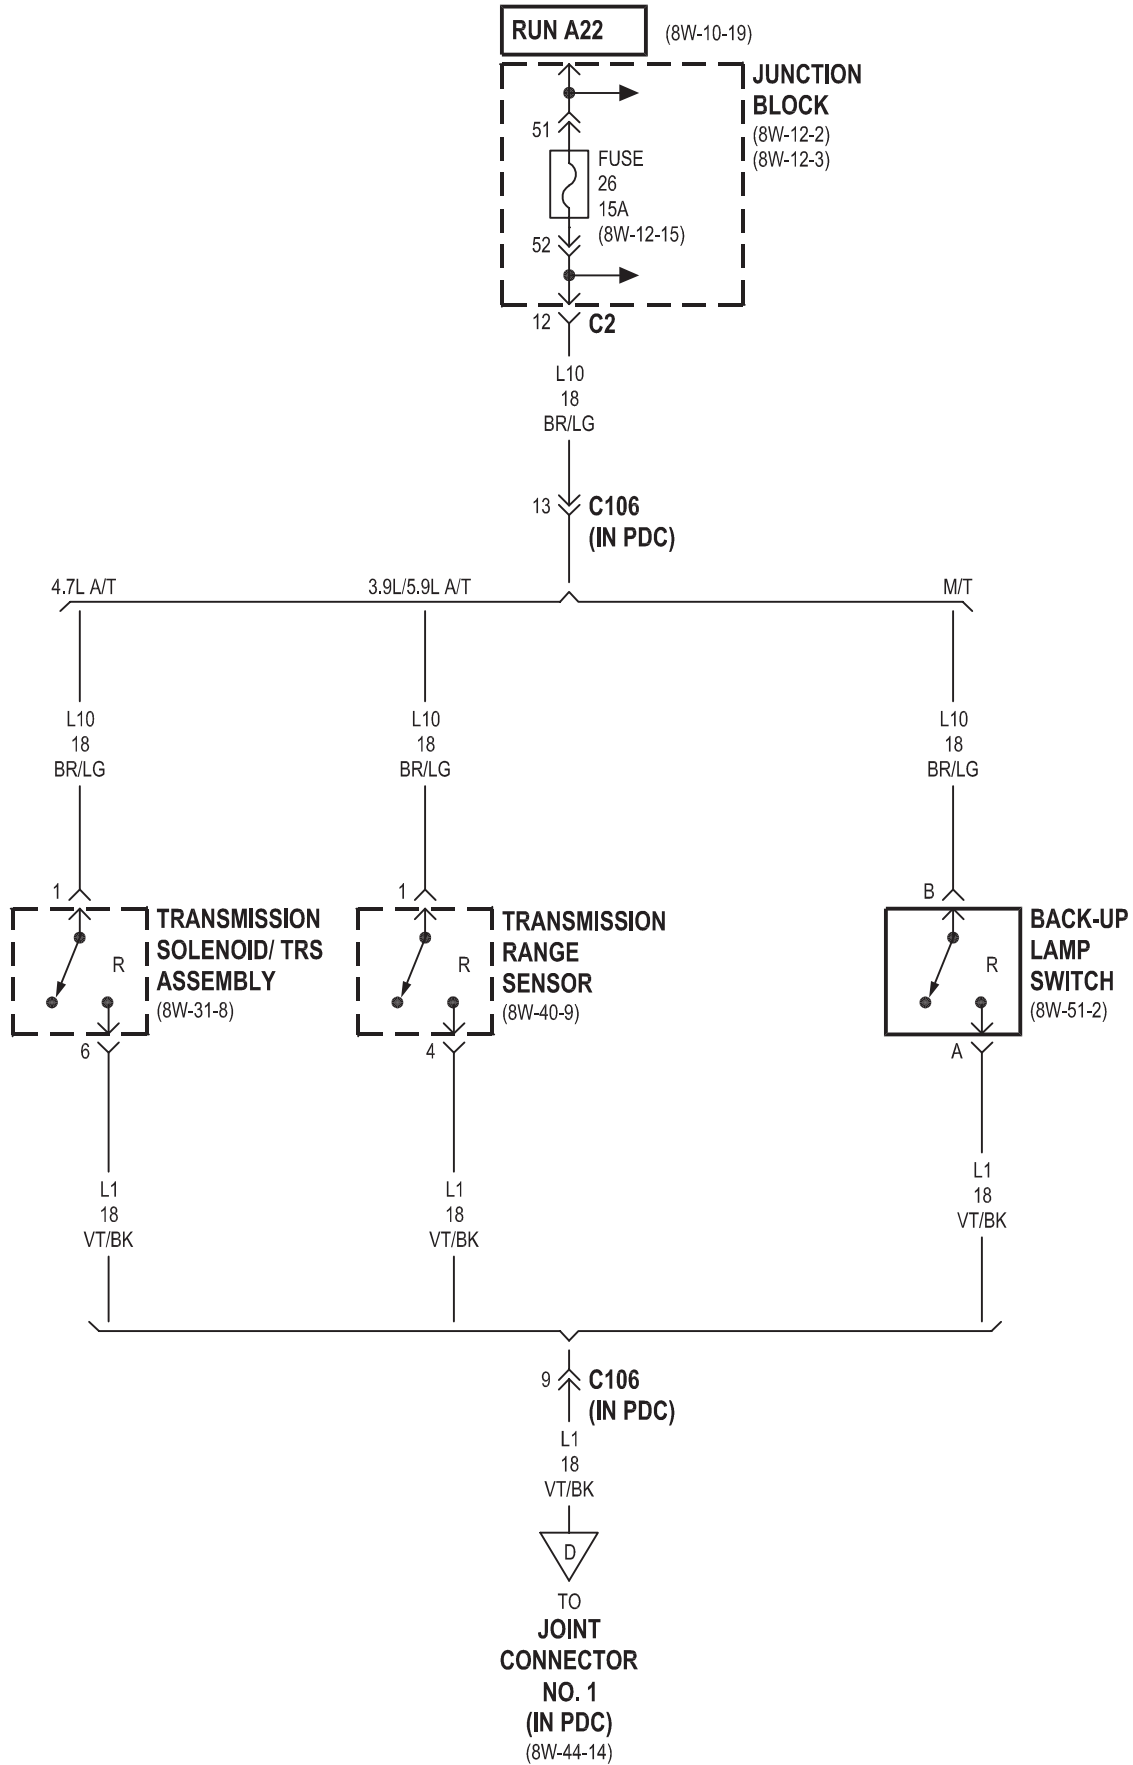 RUN A22
(8W-10-19)
JUNCTION
BLOCK
(8W-12-2)
(8W-12-3)
51
FUSE
26
15A
(8W-12-15)
52
12
C2
L10
18
BR/LG
13
C106
(IN PDC)
4.7L A/T
3.9L/5.9L A/T
M/T
L10
18
BR/LG
L10
18
BR/LG
L10
18
BR/LG
1
R
TRANSMISSION
SOLENOID/ TRS
ASSEMBLY
(8W-31-8)
6
1
R
TRANSMISSION
RANGE
SENSOR
(8W-40-9)
4
B
R
BACK-UP
LAMP
SWITCH
(8W-51-2)
A
L1
18
VT/BK
L1
18
VT/BK
L1
18
VT/BK
9
C106
(IN PDC)
L1
18
VT/BK
D
TO
JOINT
CONNECTOR
NO. 1
(IN PDC)
(8W-44-14)